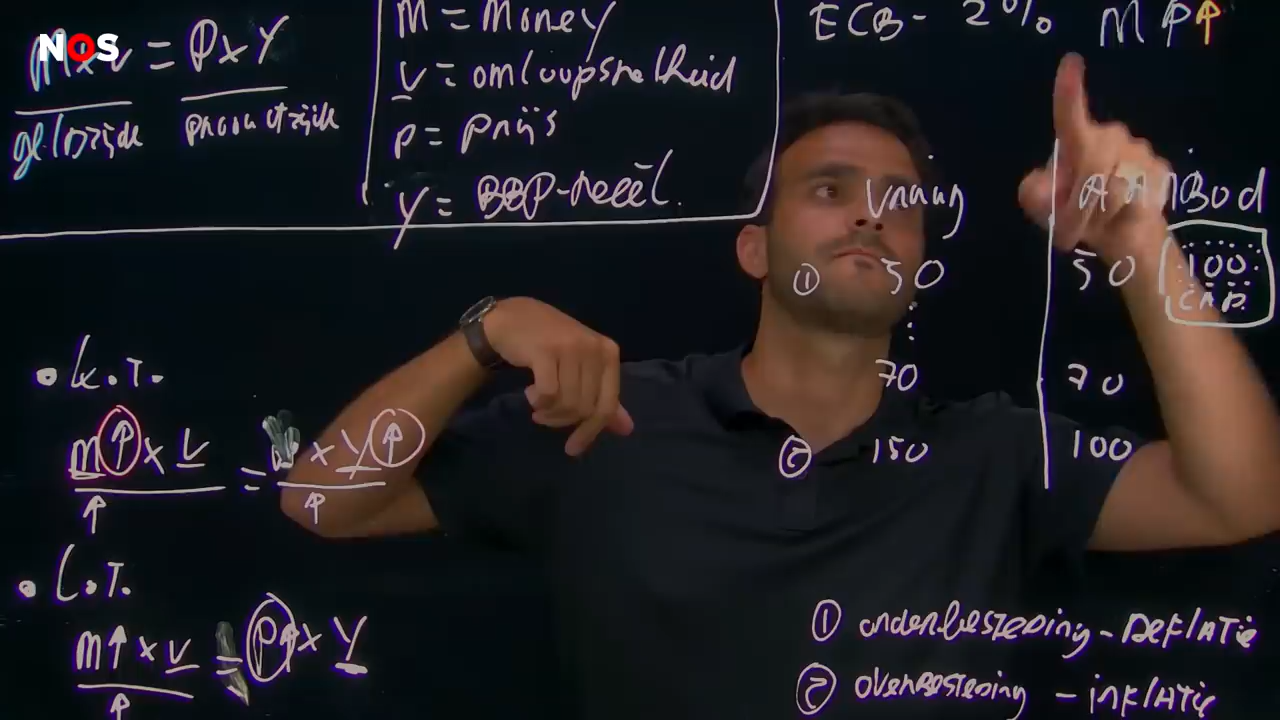 NOS
M x V = P x Y
geldzijde productzijde
M = Money
V = omloopsnelheid
P = Prijs
Y = BBP-reëel.
ECB - 2% M P ↑
Vraag AANBod
① 50 50 100
CAP.
70 70
② 150 100
• K.T.
M ↑ x V = x Y ↑
↑ ↑
• L.T.
M ↑ x V = P ↑ x Y
↑
① onderbesteding - DEFLATie
② overbesteding - inflatie